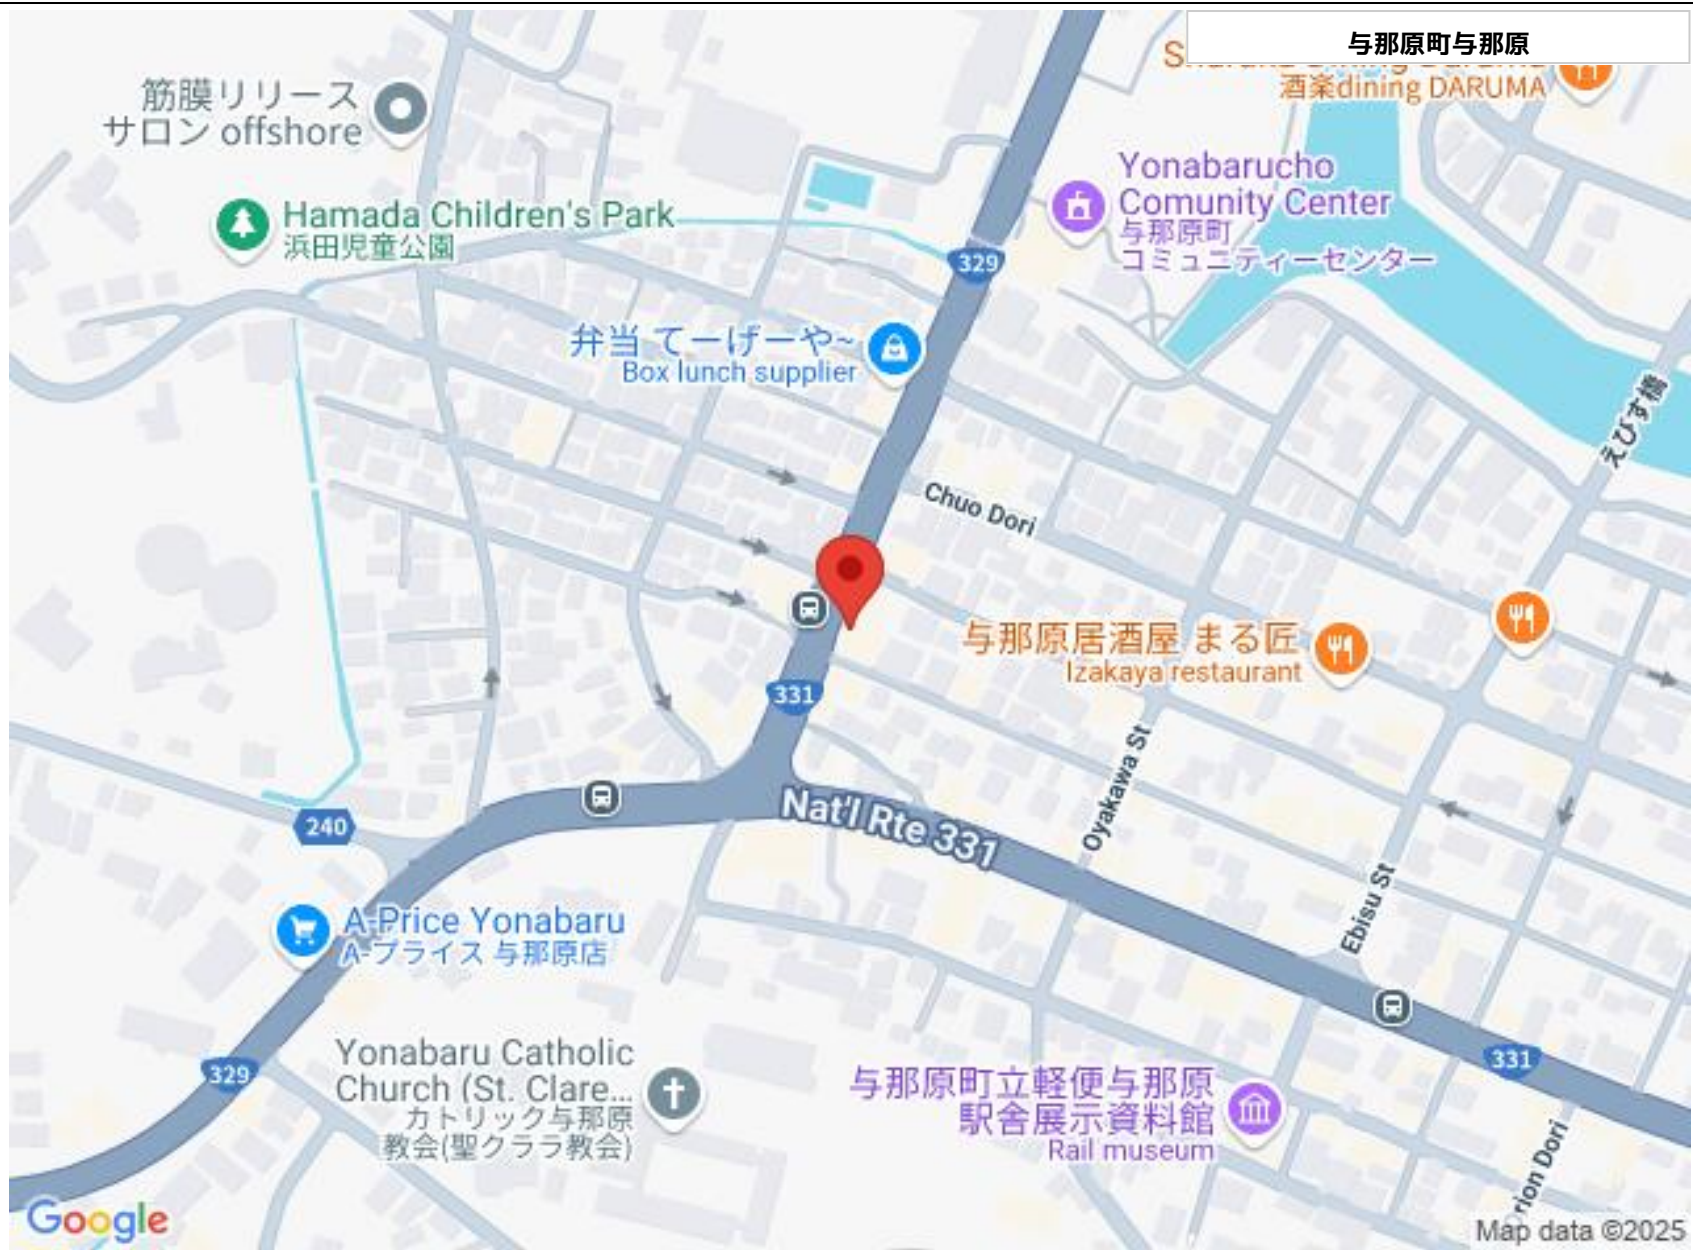 与那原町与那原
酒楽dining DARUMA
筋膜リリース
サロン offshore
Hamada Children's Park
浜田児童公園
Yonabarucho
Comunity Center
与那原町
コミュニティーセンター
329
弁当 てーげーや~
Box lunch supplier
えびす橋
Chuo Dori
与那原居酒屋 まる匠
Izakaya restaurant
331
Oyakawa St
Nat'l Rte 331
240
Ebisu St
A-Price Yonabaru
A-プライス 与那原店
Yonabaru Catholic
Church (St. Clare...
カトリック与那原
教会(聖クララ教会)
329
与那原町立軽便与那原
駅舎展示資料館
Rail museum
331
rion Dori
Google
Map data ©2025